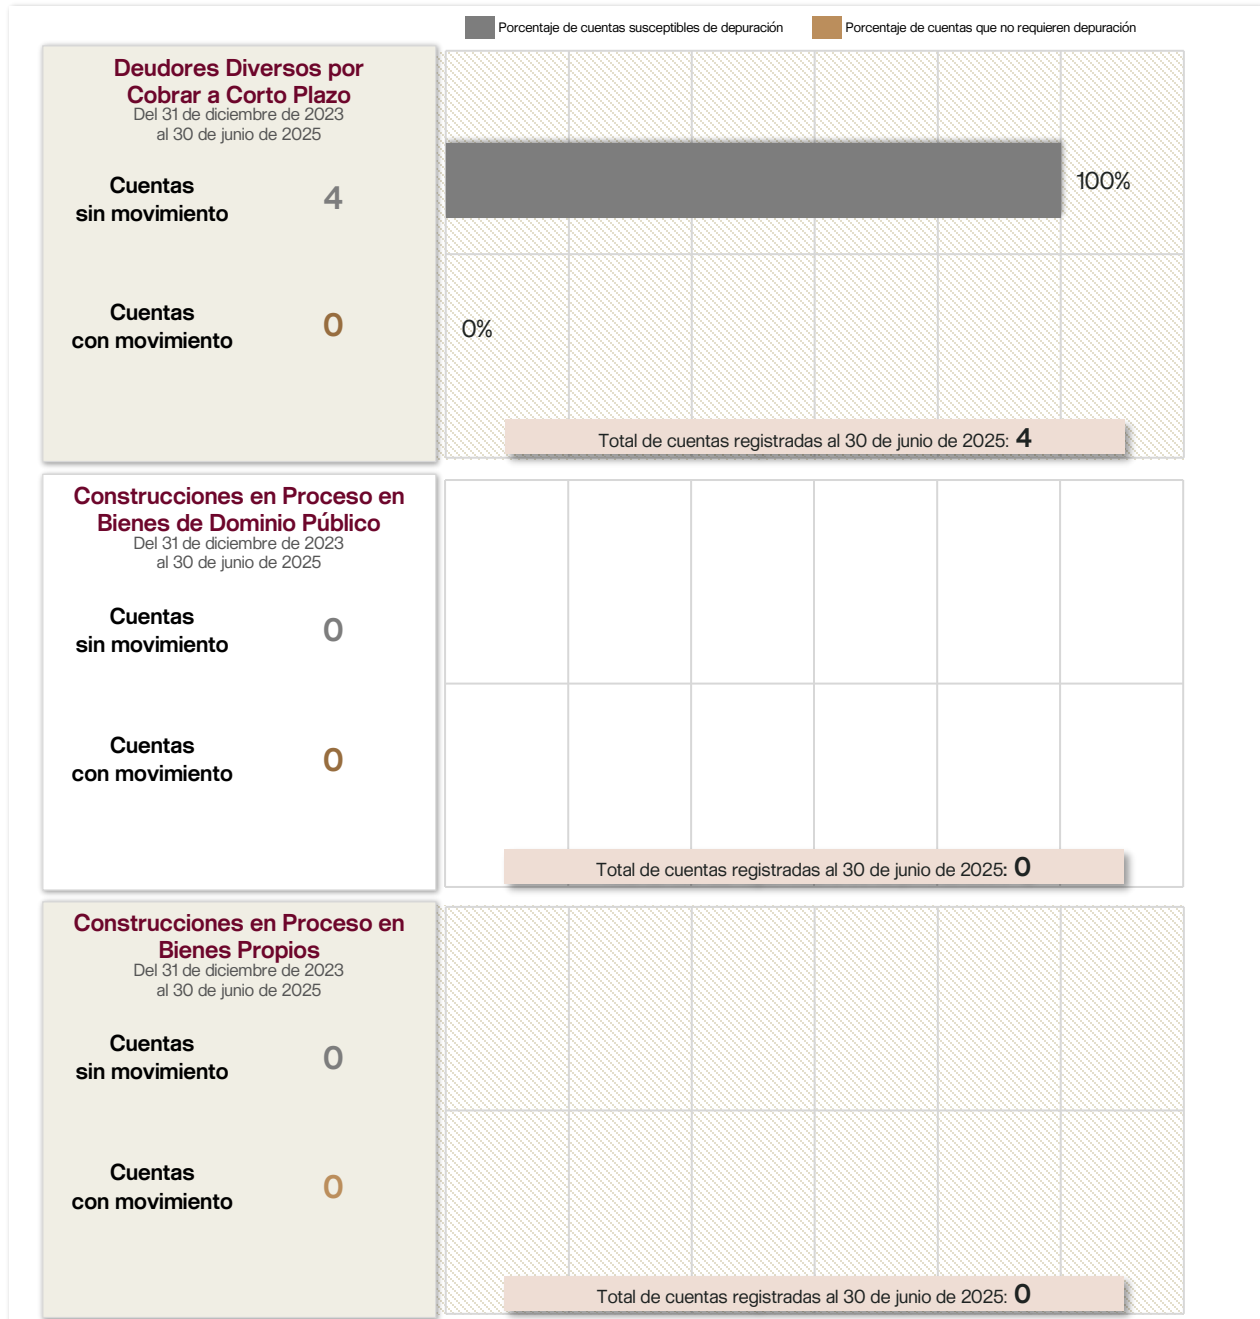 Porcentaje de cuentas susceptibles de depuración
Porcentaje de cuentas que no requieren depuración
Deudores Diversos por
Cobrar a Corto Plazo
Del 31 de diciembre de 2023
al 30 de junio de 2025
Cuentas
sin movimiento
4
100%
Cuentas
con movimiento
0
0%
Total de cuentas registradas al 30 de junio de 2025: 4
Construcciones en Proceso en
Bienes de Dominio Público
Del 31 de diciembre de 2023
al 30 de junio de 2025
Cuentas
sin movimiento
0
Cuentas
con movimiento
0
Total de cuentas registradas al 30 de junio de 2025: 0
Construcciones en Proceso en
Bienes Propios
Del 31 de diciembre de 2023
al 30 de junio de 2025
Cuentas
sin movimiento
0
Cuentas
con movimiento
0
Total de cuentas registradas al 30 de junio de 2025: 0